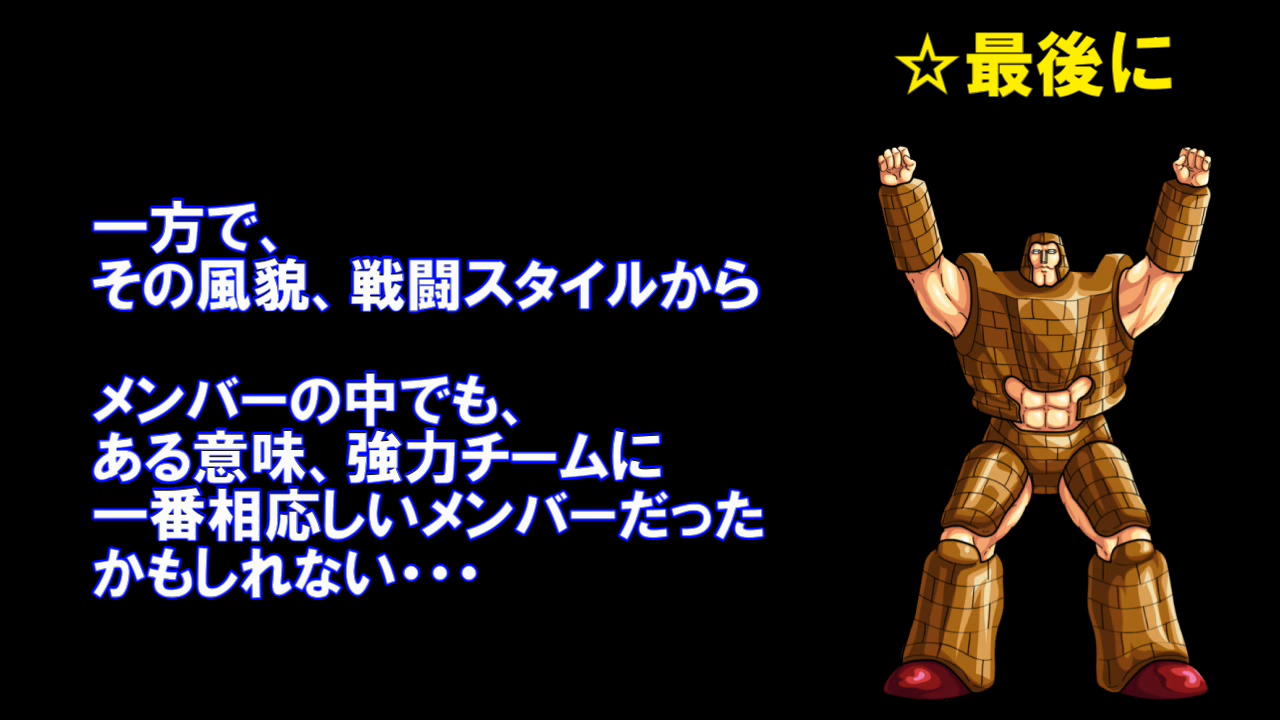 ☆最後に
一方で、
その風貌、戦闘スタイルから
メンバーの中でも、
ある意味、強力チームに
一番相応しいメンバーだった
かもしれない・・・